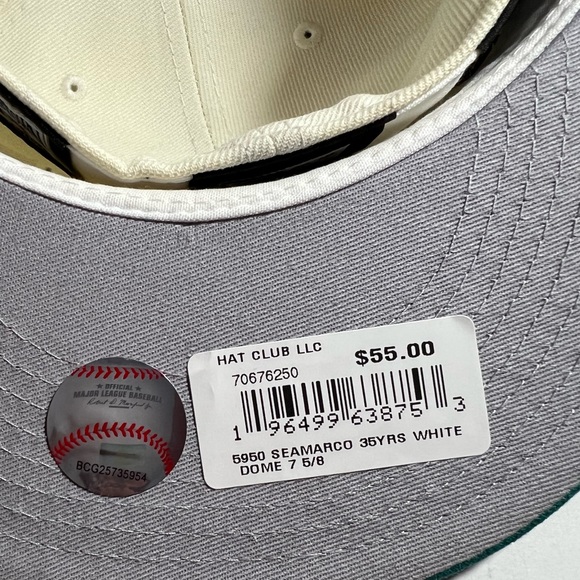 HAT CLUB LLC
$55.00
70676250
1 96499 63875 3
5950 SEAMARCO 35YRS WHITE
DOME 7 5/8
★ OFFICIAL ★
MAJOR LEAGUE BASEBALL
BCG25735954